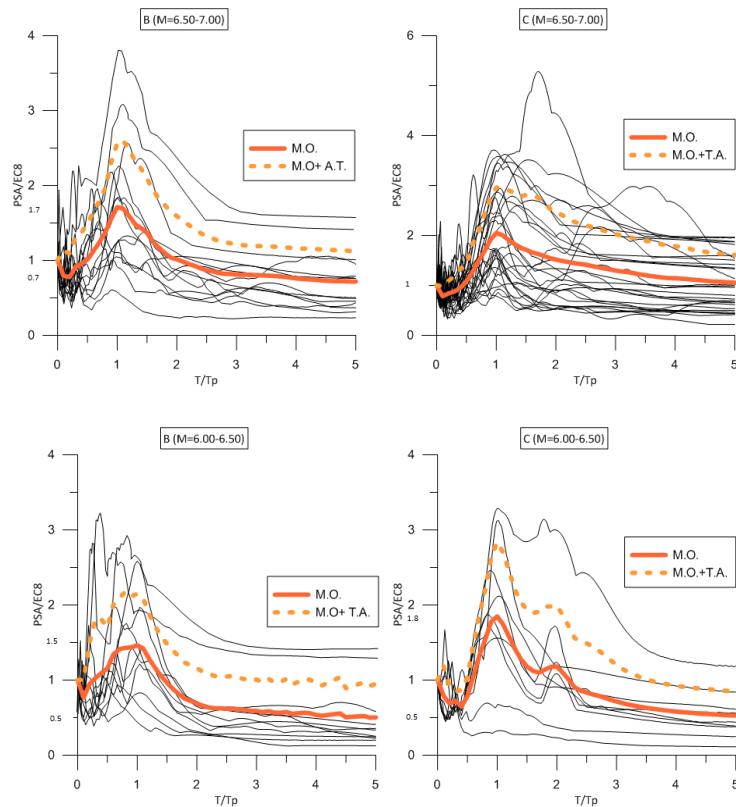 B (M=6.50-7.00)
PSA/EC8
4
3
2
1.7
1
0.7
0
M.O.
M.O+ A.T.
0 1 2 3 4 5
T/Tp
C (M=6.50-7.00)
PSA/EC8
6
4
2
1
0
M.O.
M.O.+T.A.
0 1 2 3 4 5
T/Tp
B (M=6.00-6.50)
PSA/EC8
4
3
2
1.5
1
0.5
0
M.O.
M.O+ T.A.
0 1 2 3 4 5
T/Tp
C (M=6.00-6.50)
PSA/EC8
4
3
2
1.8
1
0.5
0
M.O.
M.O.+T.A.
0 1 2 3 4 5
T/Tp